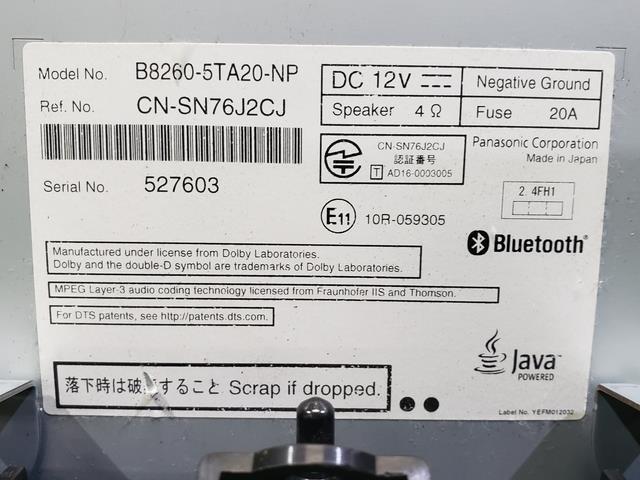 Model No. B8260-5TA20-NP
Ref. No. CN-SN76J2CJ
Serial No. 527603
DC 12V Negative Ground
Speaker 4 Ω Fuse 20A
CN-SN76J2CJ
認証番号
T AD16-0003005
Panasonic Corporation
Made in Japan
E11 10R-059305
2.4FH1
Bluetooth®
Manufactured under license from Dolby Laboratories.
Dolby and the double-D symbol are trademarks of Dolby Laboratories.
MPEG Layer-3 audio coding technology licensed from Fraunhofer IIS and Thomson.
For DTS patents, see http://patents.dts.com.
Java™
POWERED
落下時は破すること Scrap if dropped.
Label No. YEFM012032